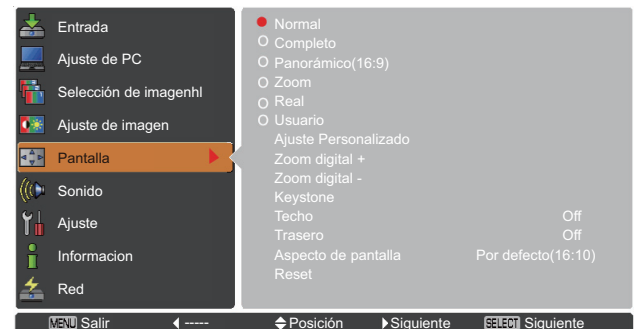 Entrada
Ajuste de PC
Selección de imagenhl
Ajuste de imagen
Pantalla
Sonido
Ajuste
Informacion
Red
Normal
Completo
Panorámico(16:9)
Zoom
Real
Usuario
Ajuste Personalizado
Zoom digital +
Zoom digital -
Keystone
Techo Off
Trasero Off
Aspecto de pantalla Por defecto(16:10)
Reset
MENU Salir ----- Posición Siguiente SELECT Siguiente